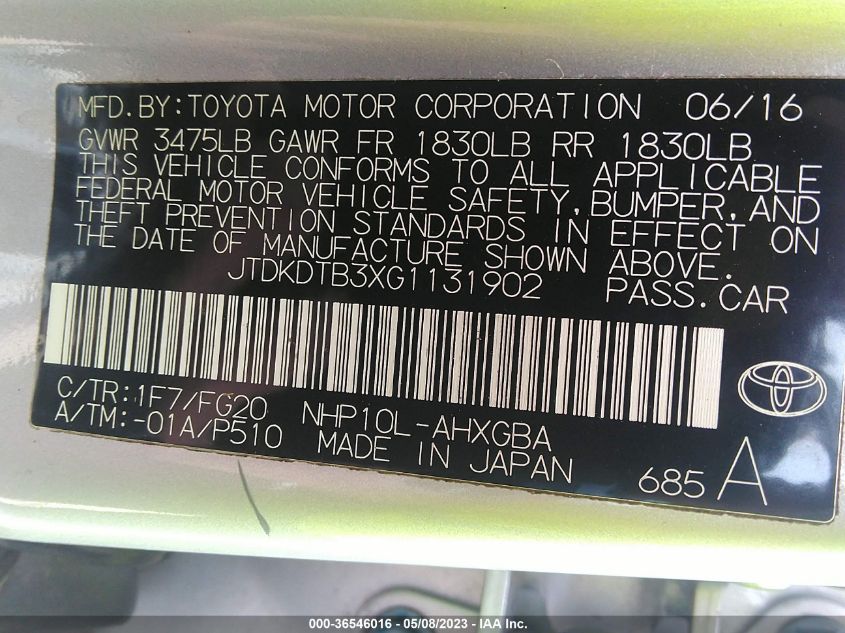 MFD.BY:TOYOTA MOTOR CORPORATION 06/16
GVWR 3475LB GAWR FR 1830LB RR 1830LB
THIS VEHICLE CONFORMS TO ALL APPLICABLE
FEDERAL MOTOR VEHICLE SAFETY,BUMPER,AND
THEFT PREVENTION STANDARDS IN EFFECT ON
THE DATE OF MANUFACTURE SHOWN ABOVE.
JTDKDTB3XG1131902 PASS.CAR
C/TR:1F7/FG20 NHP10L-AHXGBA
A/TM:-01A/P510 MADE IN JAPAN 685 A
000-36546016 - 05/08/2023 - IAA Inc.